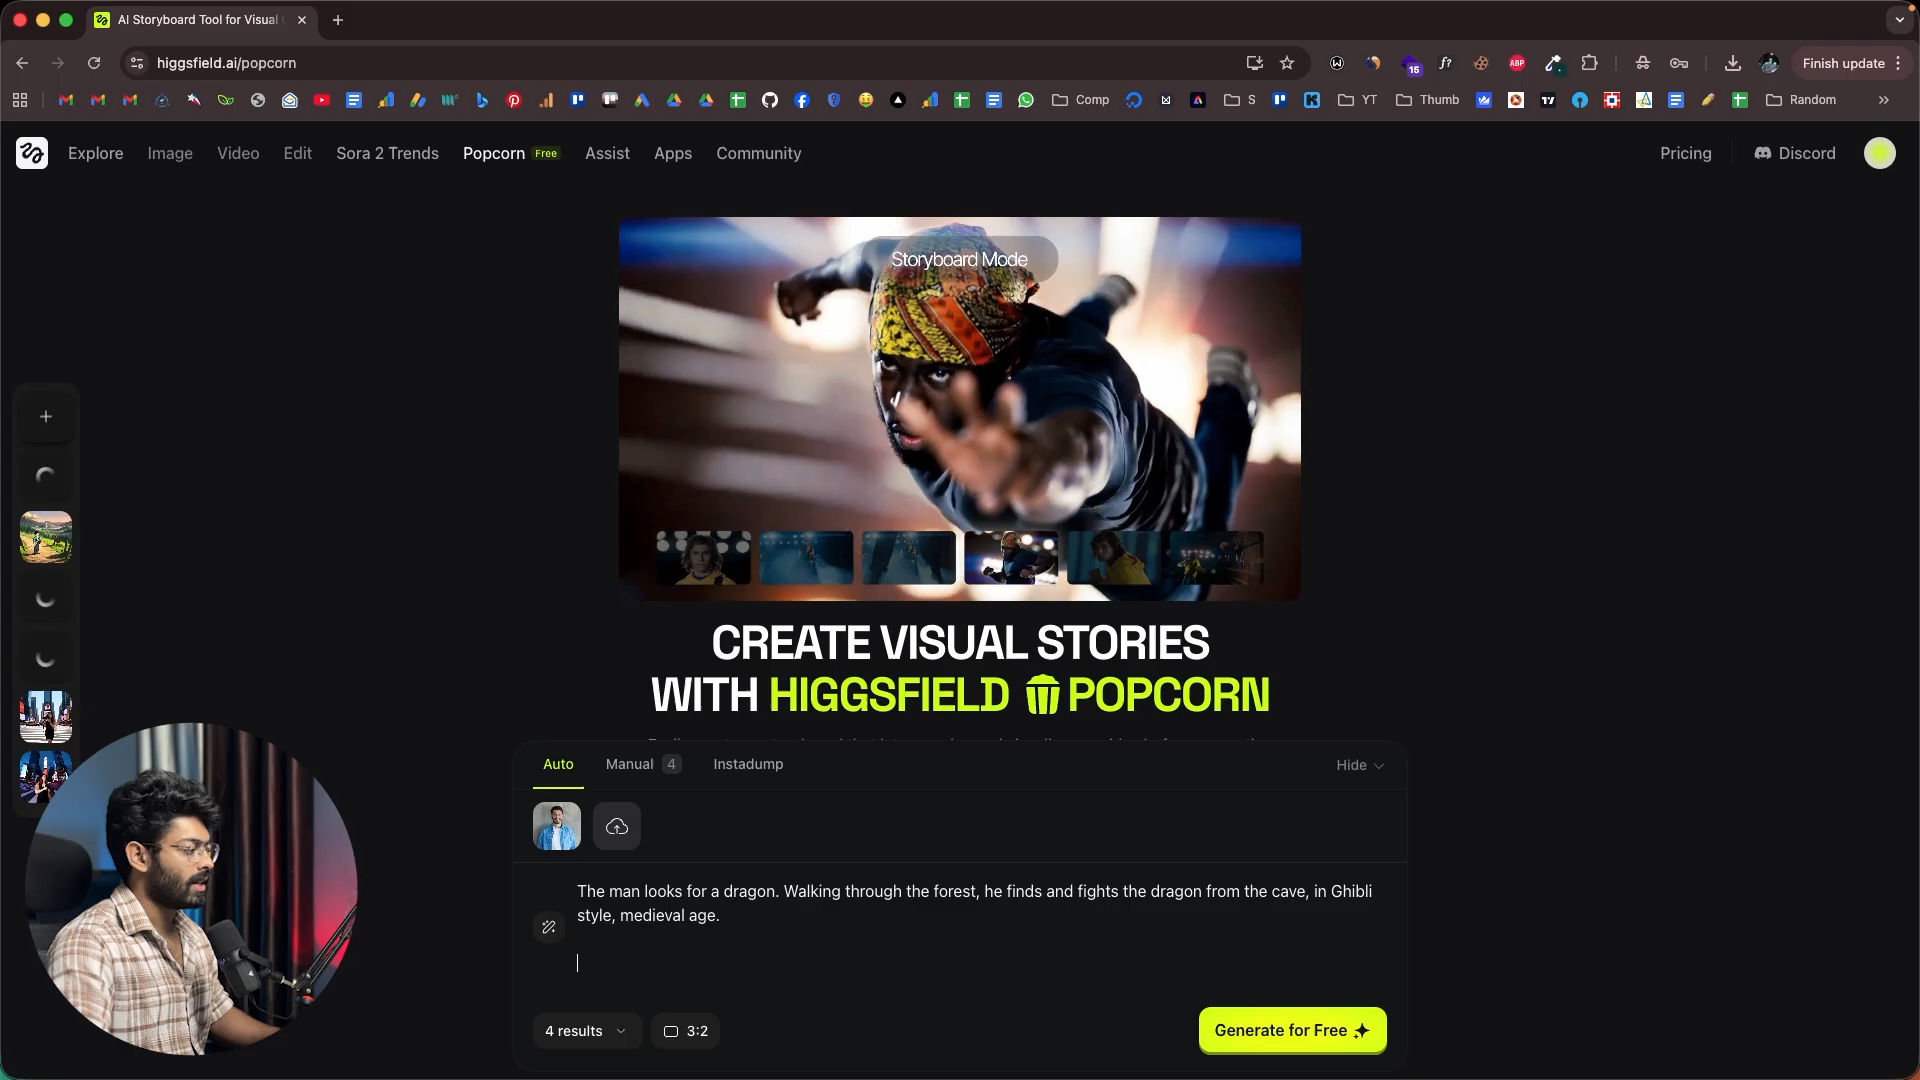 AI Storyboard Tool for Visual
higgsfield.ai/popcorn
15
f?
ABP
Finish update
Comp
S
YT
Thumb
Random
Explore
Image
Video
Edit
Sora 2 Trends
Popcorn Free
Assist
Apps
Community
Pricing
Discord
Storyboard Mode
CREATE VISUAL STORIES
WITH HIGGSFIELD POPCORN
Auto
Manual 4
Instadump
Hide
The man looks for a dragon. Walking through the forest, he finds and fights the dragon from the cave, in Ghibli
style, medieval age.
4 results
3:2
Generate for Free